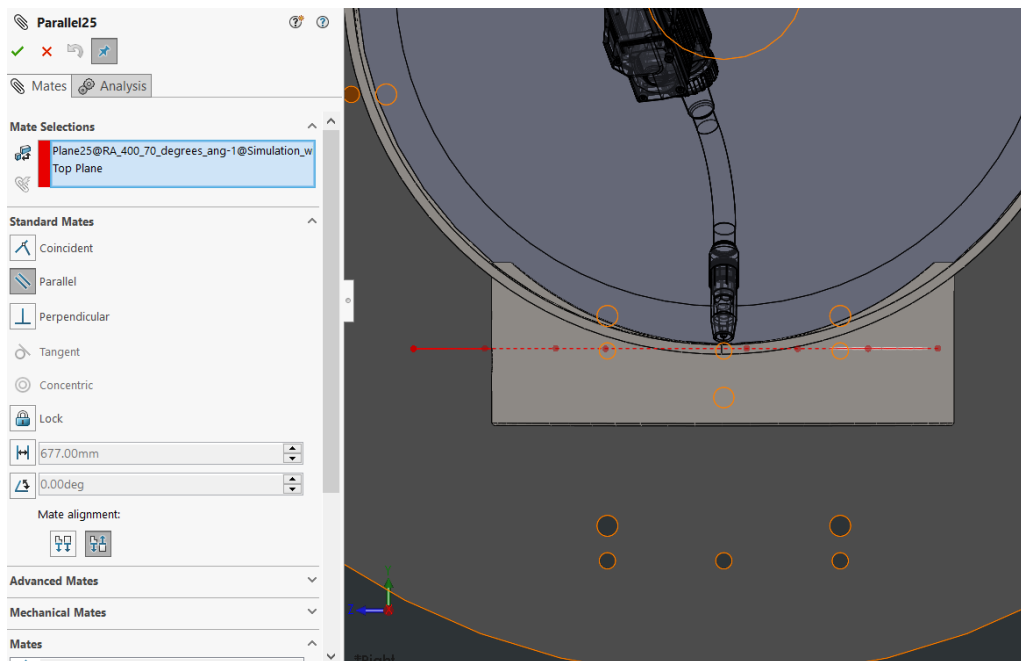 Parallel25
Mates
Analysis
Mate Selections
Plane25@RA_400_70_degrees_ang-1@Simulation_w
Top Plane
Standard Mates
Coincident
Parallel
Perpendicular
Tangent
Concentric
Lock
677.00mm
0.00deg
Mate alignment:
Advanced Mates
Mechanical Mates
Mates
Z